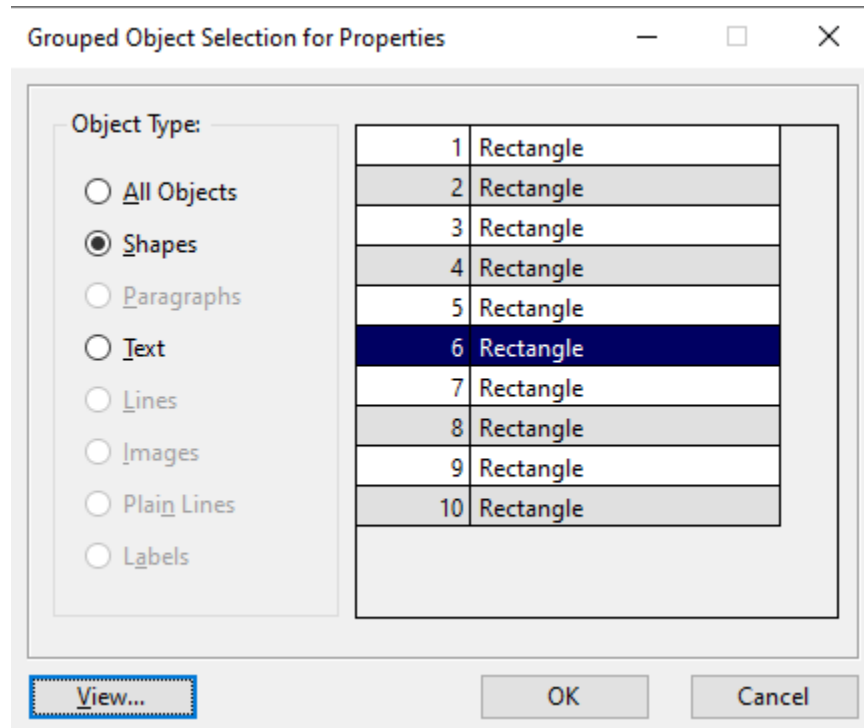 Grouped Object Selection for Properties
Object Type:
All Objects
Shapes
Paragraphs
Text
Lines
Images
Plain Lines
Labels
1 Rectangle
2 Rectangle
3 Rectangle
4 Rectangle
5 Rectangle
6 Rectangle
7 Rectangle
8 Rectangle
9 Rectangle
10 Rectangle
View...
OK
Cancel